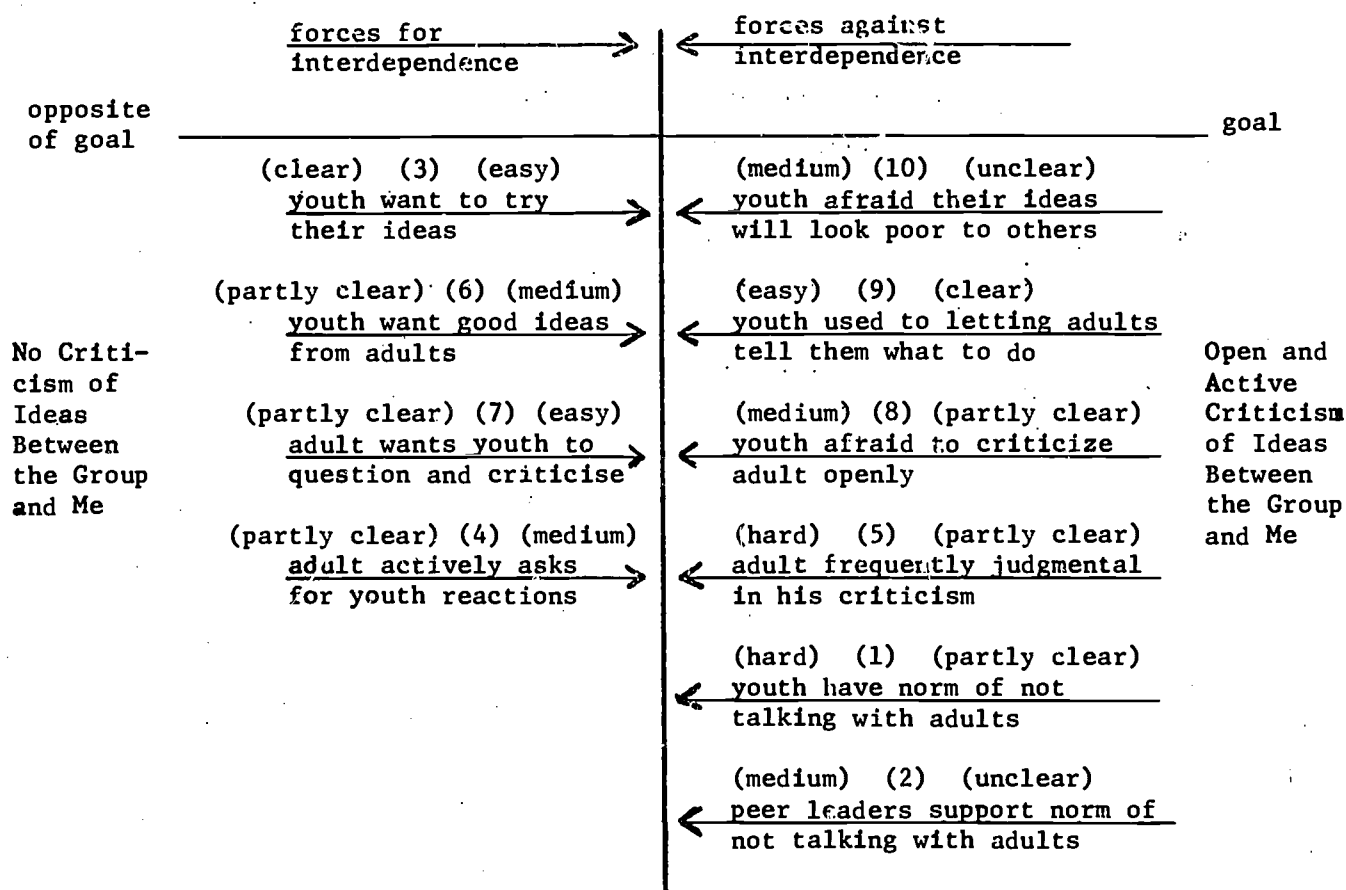 forces for
interdependence
forces against
interdependence
opposite
of goal
goal
(clear) (3) (easy)
youth want to try
their ideas
(medium) (10) (unclear)
youth afraid their ideas
will look poor to others
(partly clear) (6) (medium)
youth want good ideas
from adults
(easy) (9) (clear)
youth used to letting adults
tell them what to do
No Criti-
cism of
Ideas
Between
the Group
and Me
(partly clear) (7) (easy)
adult wants youth to
question and criticise
(medium) (8) (partly clear)
youth afraid to criticize
adult openly
Open and
Active
Criticism
of Ideas
Between
the Group
and Me
(partly clear) (4) (medium)
adult actively asks
for youth reactions
(hard) (5) (partly clear)
adult frequently judgmental
in his criticism
(hard) (1) (partly clear)
youth have norm of not
talking with adults
(medium) (2) (unclear)
peer leaders support norm of
not talking with adults